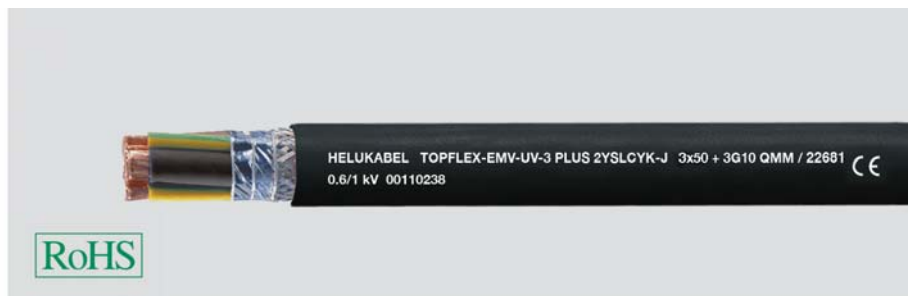 HELUKABEL TOPFLEX-EMV-UV-3 PLUS 2YSLCYK-J 3x50 + 3G10 QMM / 22681 CE
0.6/1 kV 00110238
RoHS